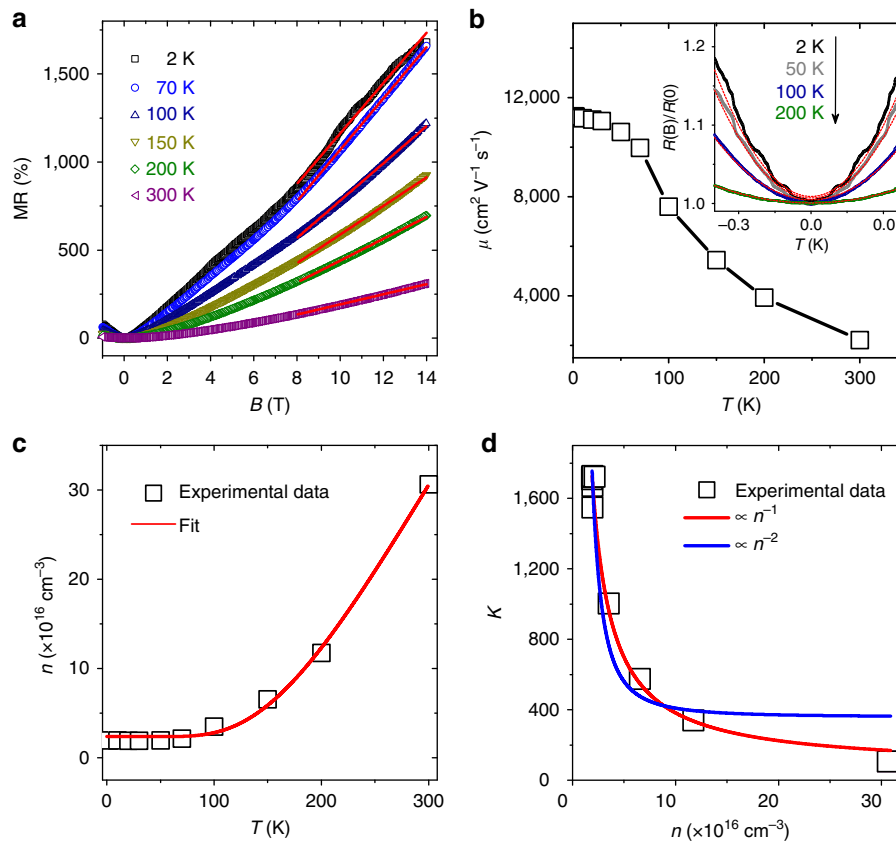 a
MR (%)
1,500
1,000
500
0
2 K
70 K
100 K
150 K
200 K
300 K
0 2 4 6 8 10 12 14
B (T)
b
μ (cm² V⁻¹ s⁻¹)
12,000
8,000
4,000
0 100 200 300
T (K)
R(B)/R(0)
1.2
1.1
1.0
2 K
50 K
100 K
200 K
−0.3 0.0 0.0
T (K)
c
n (×10¹⁶ cm⁻³)
30
20
10
0
Experimental data
Fit
0 100 200 300
T (K)
d
K
1,600
1,200
800
400
0
Experimental data
∝ n⁻¹
∝ n⁻²
0 10 20 30
n (×10¹⁶ cm⁻³)